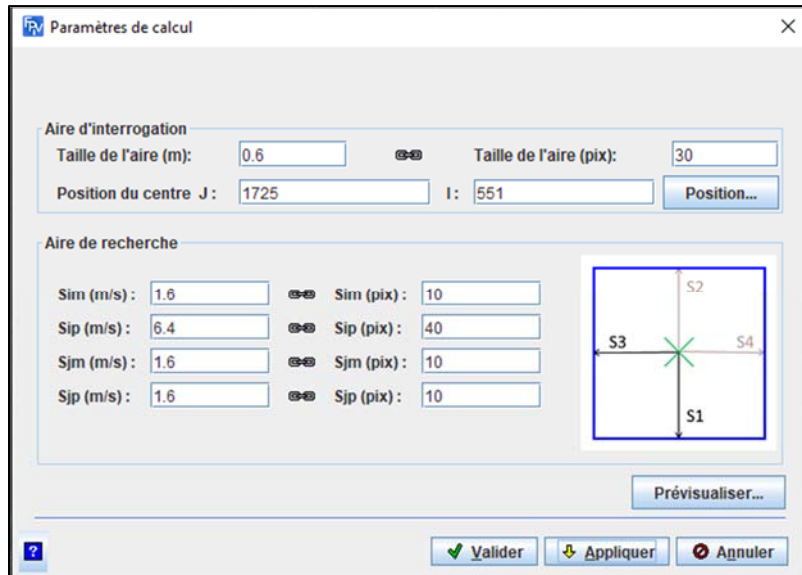 Paramètres de calcul
Aire d'interrogation
Taille de l'aire (m): 0.6 Taille de l'aire (pix): 30
Position du centre J : 1725 I : 551 Position...
Aire de recherche
Sim (m/s) : 1.6 Sim (pix) : 10
Sip (m/s) : 6.4 Sip (pix) : 40
Sjm (m/s) : 1.6 Sjm (pix) : 10
Sjp (m/s) : 1.6 Sjp (pix) : 10
S2
S3 S4
S1
Prévisualiser...
? Valider Appliquer Annuler